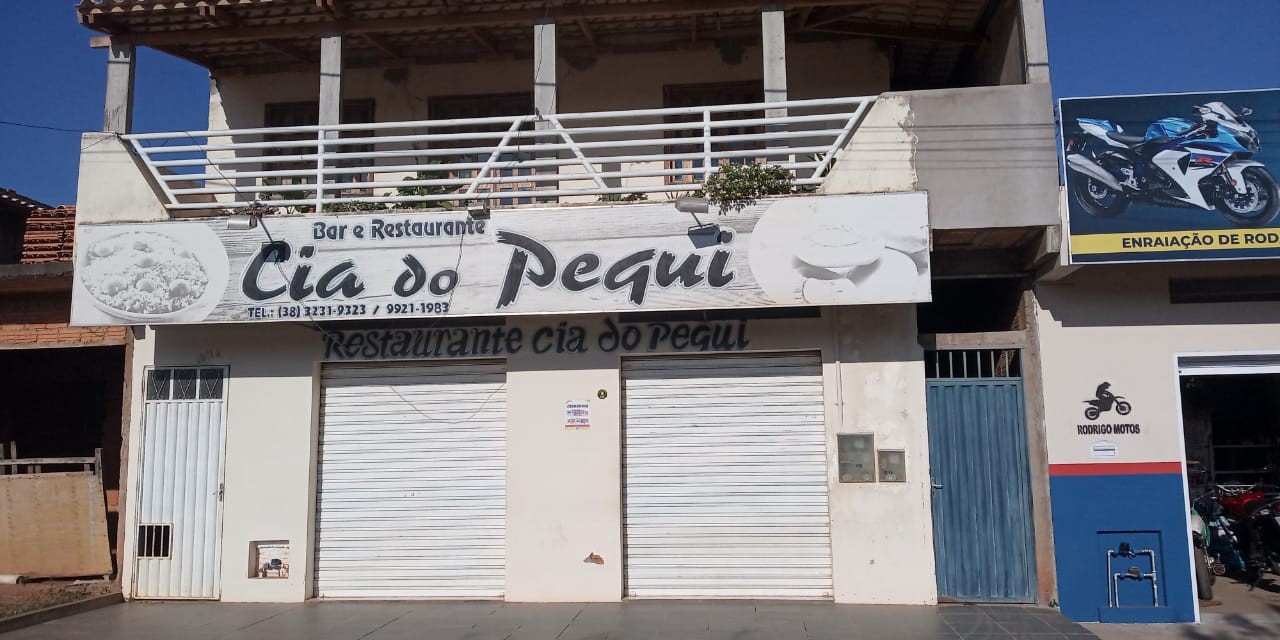 Bar e Restaurante
Cia do Pequi
TEL.: (38) 3231-9323 / 9921-1983
Restaurante Cia do Pequi
ENRAIAÇÃO DE ROD
RODRIGO MOTOS